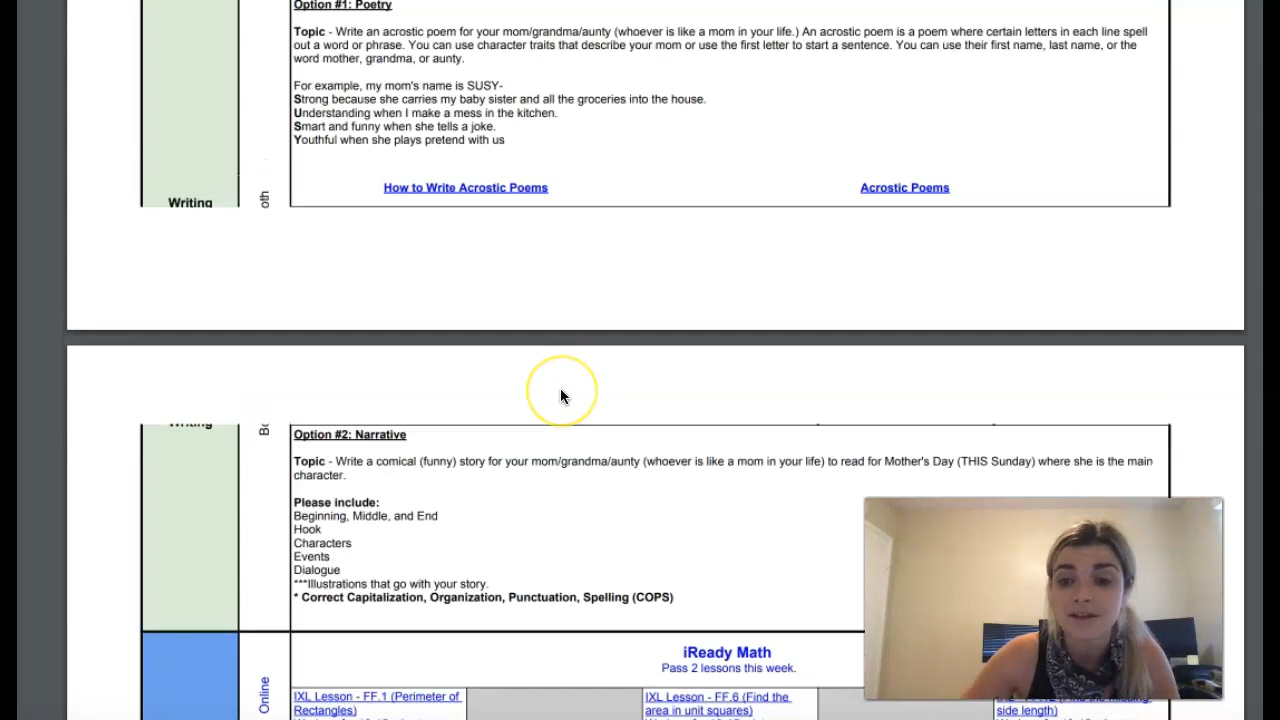 Option #1: Poetry
Topic - Write an acrostic poem for your mom/grandma/aunty (whoever is like a mom in your life.) An acrostic poem is a poem where certain letters in each line spell
out a word or phrase. You can use character traits that describe your mom or use the first letter to start a sentence. You can use their first name, last name, or the
word mother, grandma, or aunty.
For example, my mom's name is SUSY-
Strong because she carries my baby sister and all the groceries into the house.
Understanding when I make a mess in the kitchen.
Smart and funny when she tells a joke.
Youthful when she plays pretend with us
How to Write Acrostic Poems
Acrostic Poems
Writing
oth
Writing
Bo
Option #2: Narrative
Topic - Write a comical (funny) story for your mom/grandma/aunty (whoever is like a mom in your life) to read for Mother's Day (THIS Sunday) where she is the main
character.
Please include:
Beginning, Middle, and End
Hook
Characters
Events
Dialogue
***Illustrations that go with your story.
* Correct Capitalization, Organization, Punctuation, Spelling (COPS)
Online
iReady Math
Pass 2 lessons this week.
IXL Lesson - FF.1 (Perimeter of
Rectangles)
IXL Lesson - FF.6 (Find the
area in unit squares)
side length)